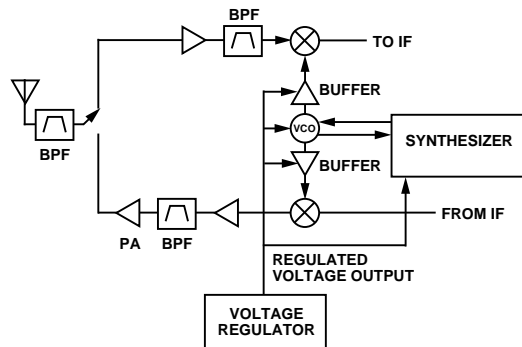 BPF
TO IF
BUFFER
VCO
SYNTHESIZER
BPF
BUFFER
FROM IF
PA
BPF
REGULATED
VOLTAGE OUTPUT
VOLTAGE
REGULATOR